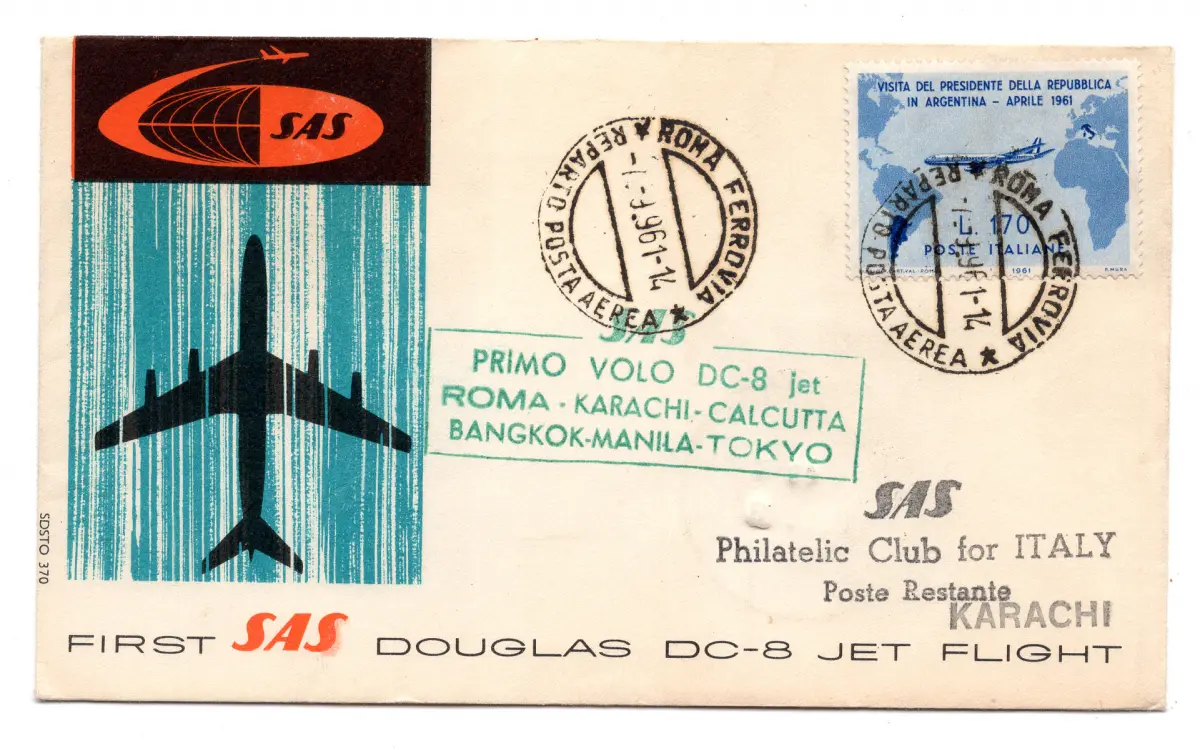 SAS
VISITA DEL PRESIDENTE DELLA REPUBBLICA
IN ARGENTINA - APRILE 1961
L. 170
POSTE ITALIANE
1961
P. MURA
ROMA FERROVIA
REPARTO POSTA AEREA
ROMA FERROVIA
REPARTO POSTA AEREA
SAS
PRIMO VOLO DC-8 jet
ROMA - KARACHI - CALCUTTA
BANGKOK-MANILA-TOKYO
SAS
Philatelic Club for ITALY
Poste Restante
KARACHI
SDSTO 370
FIRST SAS DOUGLAS DC-8 JET FLIGHT